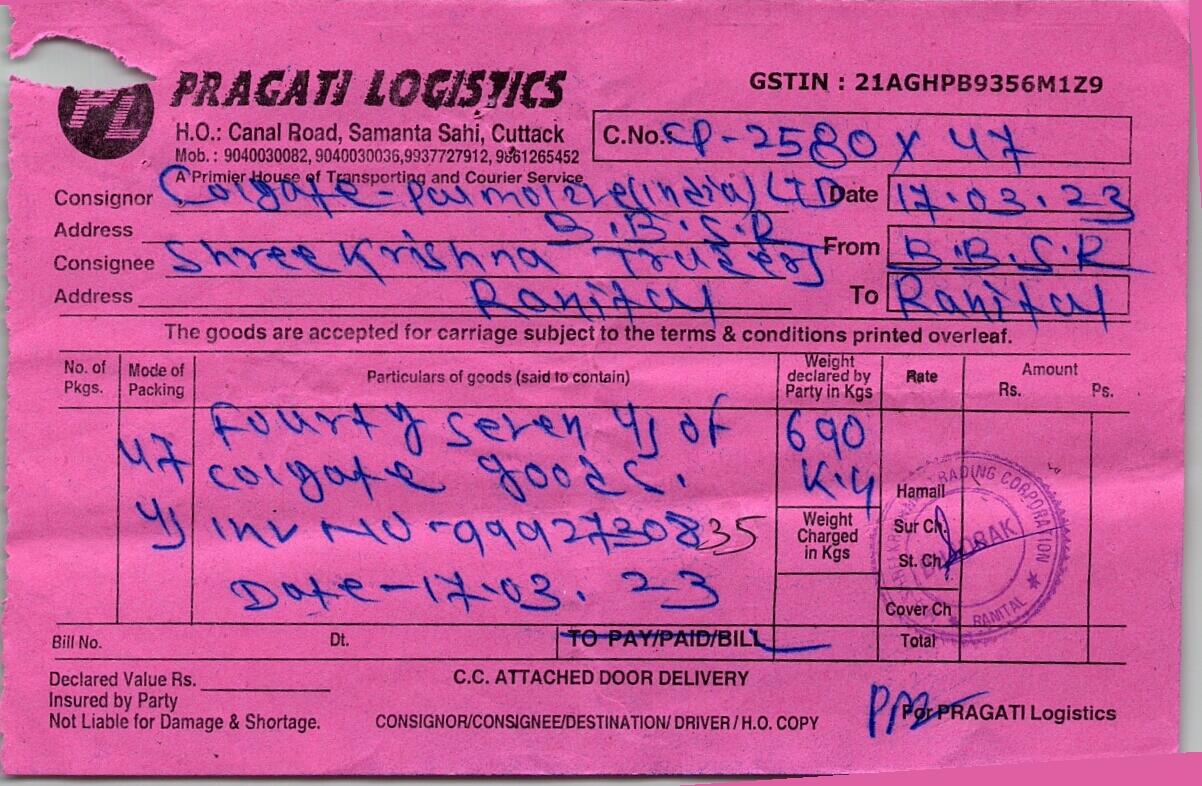 PRAGATI LOGISTICS
GSTIN : 21AGHPB9356M1Z9
PL
H.O.: Canal Road, Samanta Sahi, Cuttack
Mob. : 9040030082, 9040030036,9937727912, 9861265452
A Primier House of Transporting and Courier Service
C.No.: CP-2580 x 47
Consignor Colgate-Palmolive(India) LTD
Date 17.03.23
Address B.B.S.R
Consignee Shree Krishna Traders
From B.B.S.R
Address Ranital
To Ranital
The goods are accepted for carriage subject to the terms & conditions printed overleaf.
No. of Pkgs. Mode of Packing Particulars of goods (said to contain) Weight declared by Party in Kgs Rate Amount Rs. Ps.
Fourty seven of 690
47 colgate goods. K.g
Hamali
INV NO-9992730835
Weight Charged in Kgs
Sur Ch.
St. Ch.
Date-17.03.23
Cover Ch
TRADING CORPORATION
RANITAL
Bill No. Dt. TO PAY/PAID/BILL Total
Declared Value Rs.
C.C. ATTACHED DOOR DELIVERY
Insured by Party
Not Liable for Damage & Shortage.
CONSIGNOR/CONSIGNEE/DESTINATION/ DRIVER / H.O. COPY
For PRAGATI Logistics